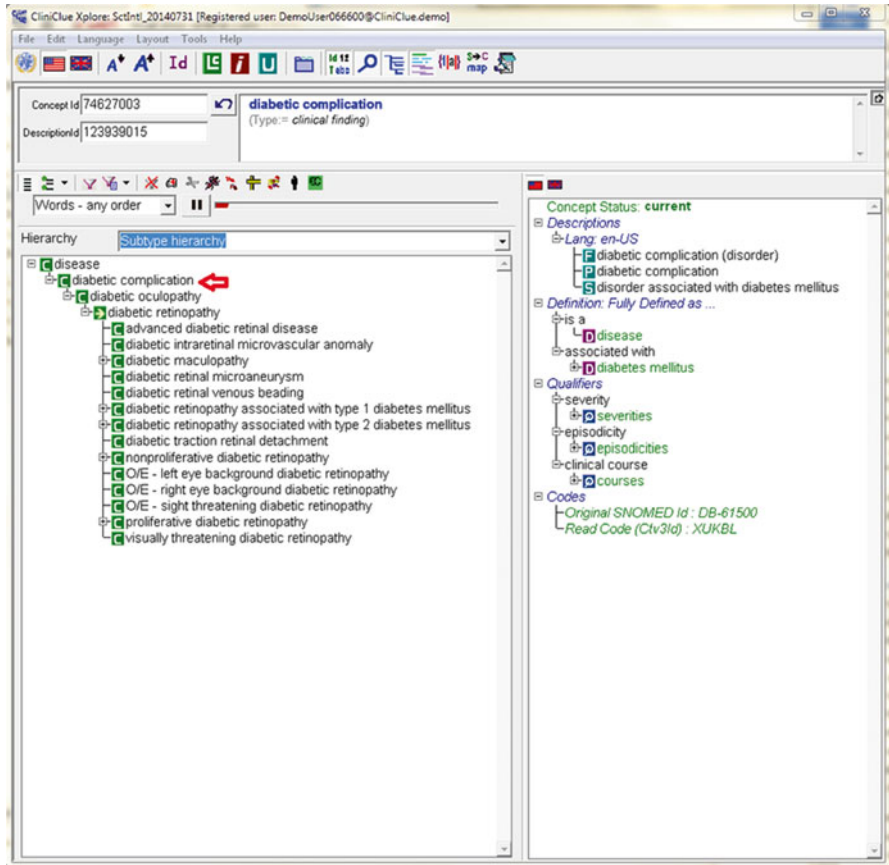 CliniClue Xplore: SctIntl_20140731 [Registered user: DemoUser066600@CliniClue.demo]
File Edit Language Layout Tools Help
A A Id LC i U Id 12 Tabs {I|a|} S→C map
Concept Id 74627003
DescriptionId 123939015
diabetic complication
(Type:= clinical finding)
Words - any order
Hierarchy Subtype hierarchy
C disease
C diabetic complication
C diabetic oculopathy
diabetic retinopathy
C advanced diabetic retinal disease
C diabetic intraretinal microvascular anomaly
C diabetic maculopathy
C diabetic retinal microaneurysm
C diabetic retinal venous beading
C diabetic retinopathy associated with type 1 diabetes mellitus
C diabetic retinopathy associated with type 2 diabetes mellitus
C diabetic traction retinal detachment
C nonproliferative diabetic retinopathy
C O/E - left eye background diabetic retinopathy
C O/E - right eye background diabetic retinopathy
C O/E - sight threatening diabetic retinopathy
C proliferative diabetic retinopathy
C visually threatening diabetic retinopathy
Concept Status: current
Descriptions
Lang: en-US
F diabetic complication (disorder)
P diabetic complication
S disorder associated with diabetes mellitus
Definition: Fully Defined as ...
is a
D disease
associated with
D diabetes mellitus
Qualifiers
severity
Q severities
episodicity
Q episodicities
clinical course
Q courses
Codes
Original SNOMED Id : DB-61500
Read Code (Ctv3Id) : XUKBL